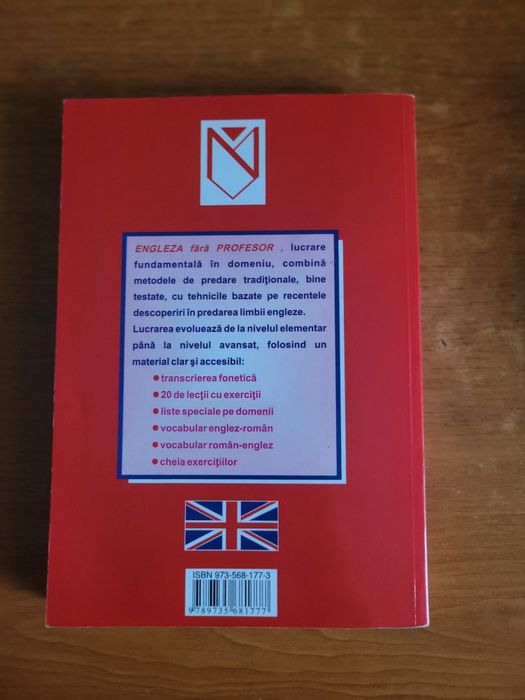 ENGLEZA fără PROFESOR , lucrare
fundamentală în domeniu, combină
metodele de predare tradiționale, bine
testate, cu tehnicile bazate pe recentele
descoperiri în predarea limbii engleze.
Lucrarea evoluează de la nivelul elementar
până la nivelul avansat, folosind un
material clar și accesibil:
● transcrierea fonetică
● 20 de lecții cu exerciții
● liste speciale pe domenii
● vocabular englez-român
● vocabular român-englez
● cheia exercițiilor
ISBN 973-568-177-3
9 789735 681777